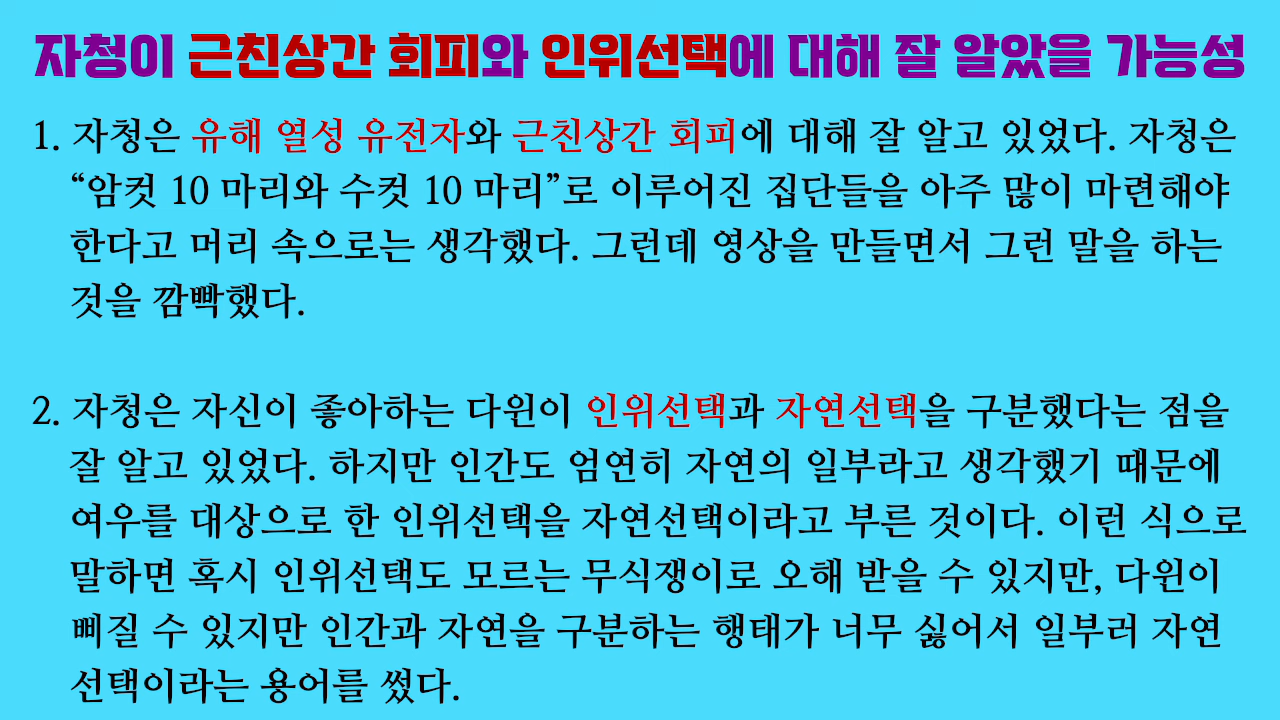 자청이 근친상간 회피와 인위선택에 대해 잘 알았을 가능성
1. 자청은 유해 열성 유전자와 근친상간 회피에 대해 잘 알고 있었다. 자청은
“암컷 10 마리와 수컷 10 마리”로 이루어진 집단들을 아주 많이 마련해야
한다고 머리 속으로는 생각했다. 그런데 영상을 만들면서 그런 말을 하는
것을 깜빡했다.
2. 자청은 자신이 좋아하는 다윈이 인위선택과 자연선택을 구분했다는 점을
잘 알고 있었다. 하지만 인간도 엄연히 자연의 일부라고 생각했기 때문에
여우를 대상으로 한 인위선택을 자연선택이라고 부른 것이다. 이런 식으로
말하면 혹시 인위선택도 모르는 무식쟁이로 오해 받을 수 있지만, 다윈이
삐질 수 있지만 인간과 자연을 구분하는 행태가 너무 싫어서 일부러 자연
선택이라는 용어를 썼다.